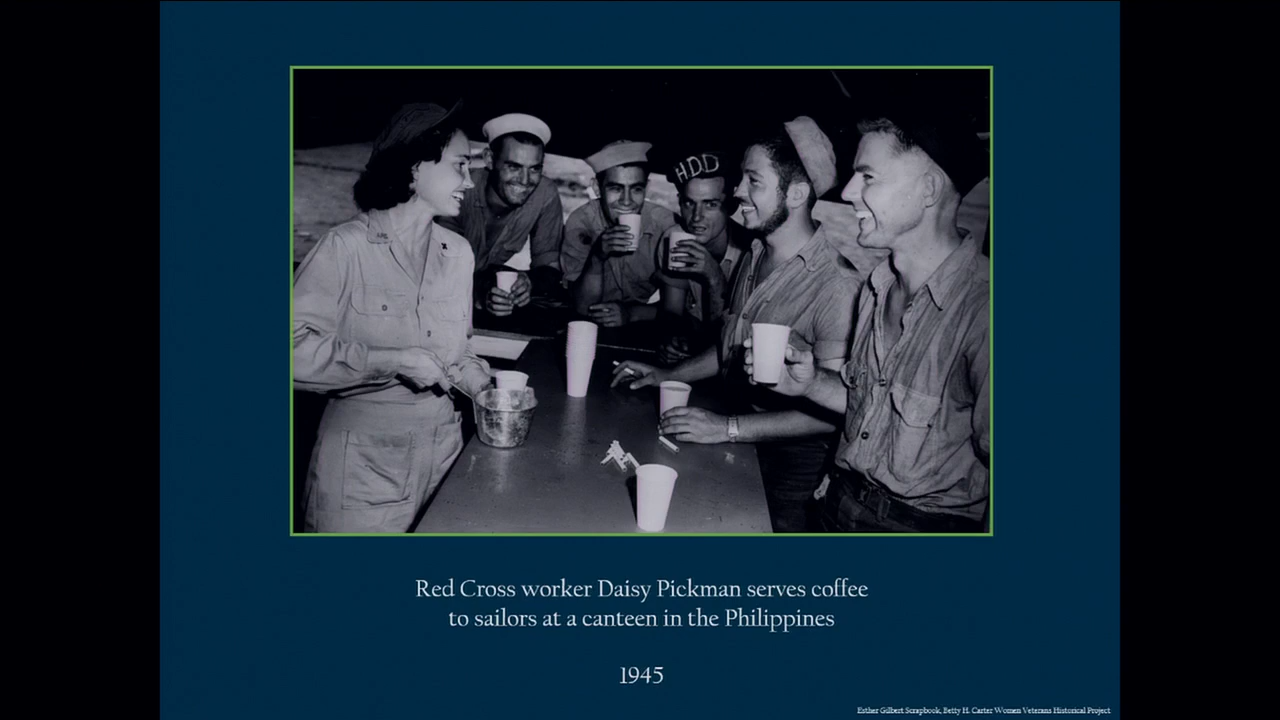 HDD
Red Cross worker Daisy Pickman serves coffee
to sailors at a canteen in the Philippines
1945
Esther Gilbert Scrapbook, Betty H. Carter Women Veterans Historical Project